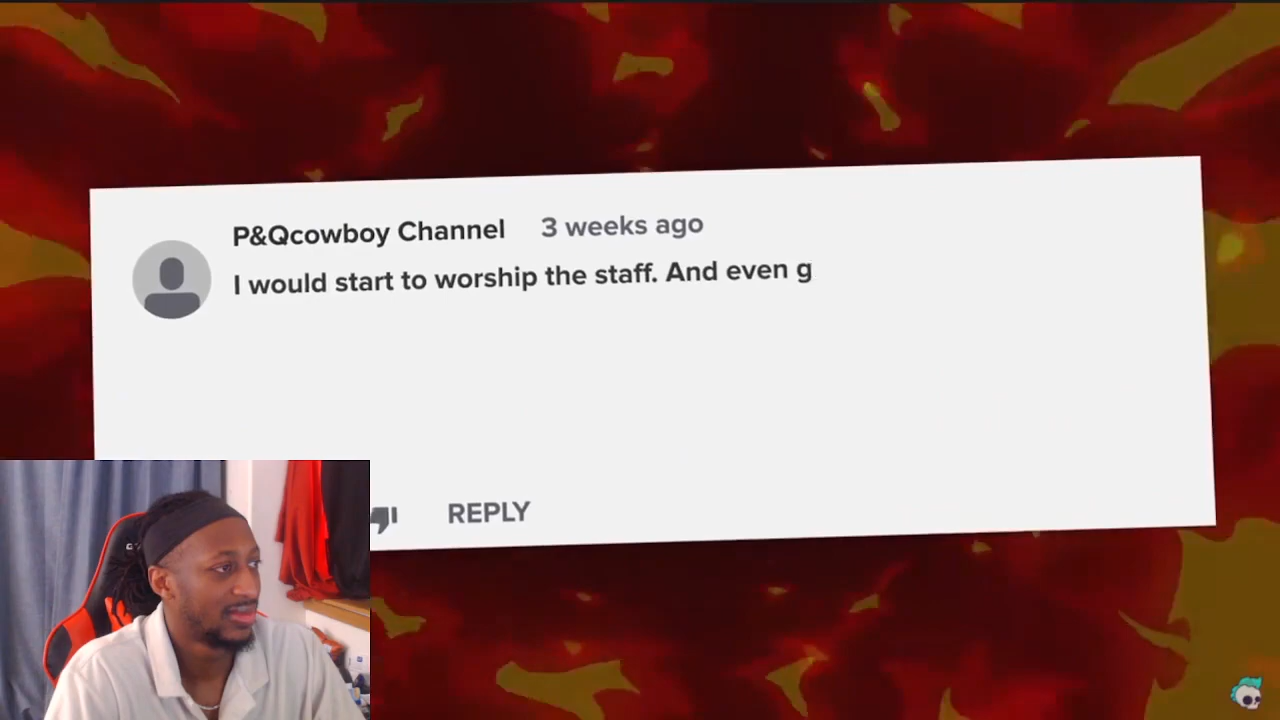 P&Qcowboy Channel 3 weeks ago
I would start to worship the staff. And even g
REPLY